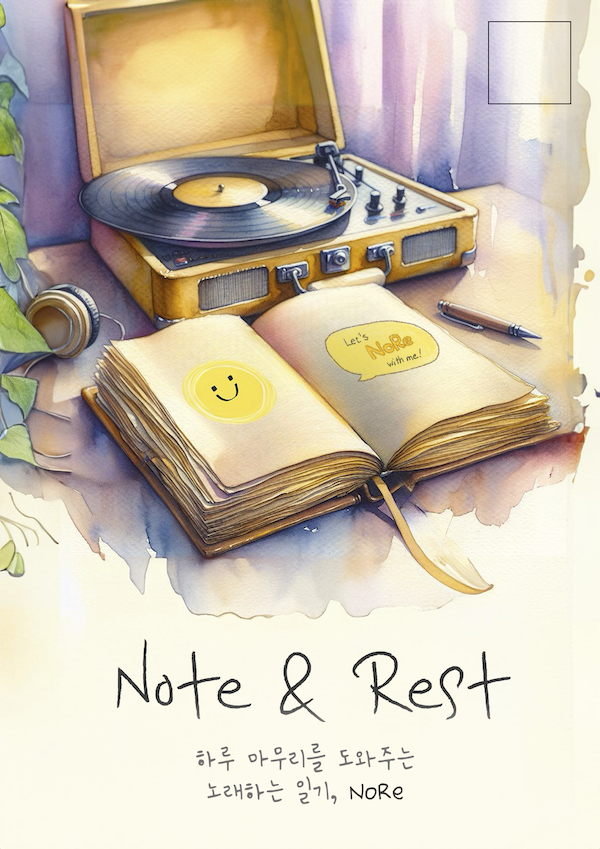 Let's
NoRe
with me!
Note & Rest
하루 마무리를 도와주는
노래하는 일기, NoRe